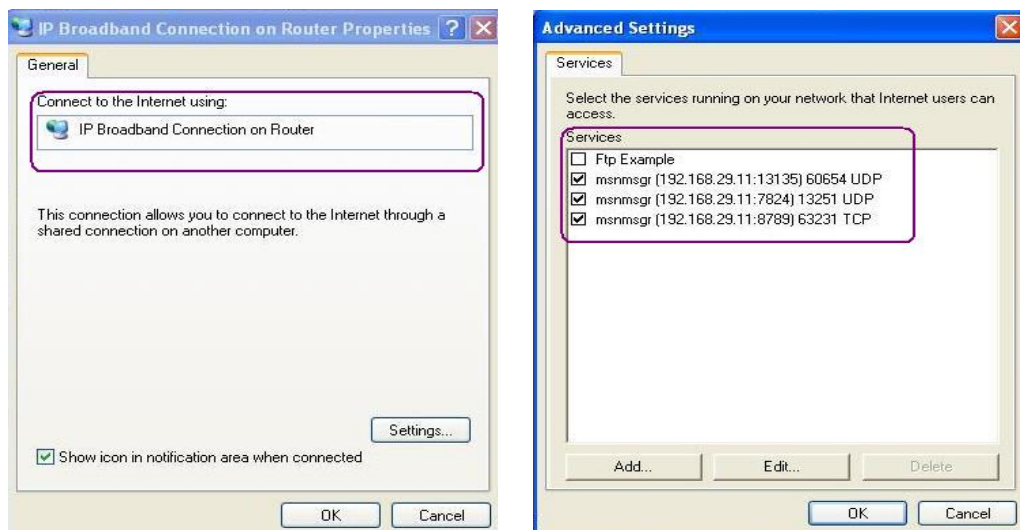 IP Broadband Connection on Router Properties
General
Connect to the Internet using:
IP Broadband Connection on Router
This connection allows you to connect to the Internet through a
shared connection on another computer.
Settings...
Show icon in notification area when connected
OK
Cancel
Advanced Settings
Services
Select the services running on your network that Internet users can
access.
Services
Ftp Example
msnmsgr (192.168.29.11:13135) 60654 UDP
msnmsgr (192.168.29.11:7824) 13251 UDP
msnmsgr (192.168.29.11:8789) 63231 TCP
Add...
Edit...
Delete
OK
Cancel